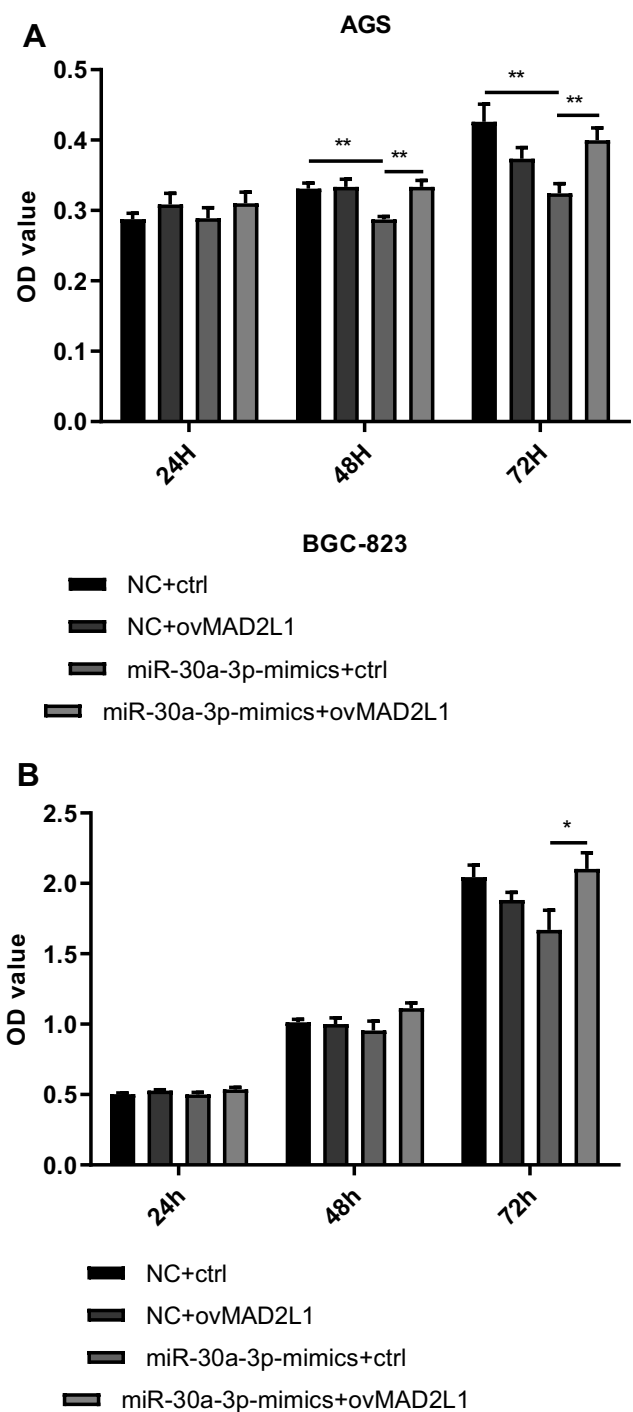 A
AGS
OD value
0.5
0.4
0.3
0.2
0.1
0.0
**
**
**
**
24H
48H
72H
BGC-823
NC+ctrl
NC+ovMAD2L1
miR-30a-3p-mimics+ctrl
miR-30a-3p-mimics+ovMAD2L1
B
OD value
2.5
2.0
1.5
1.0
0.5
0.0
*
24h
48h
72h
NC+ctrl
NC+ovMAD2L1
miR-30a-3p-mimics+ctrl
miR-30a-3p-mimics+ovMAD2L1